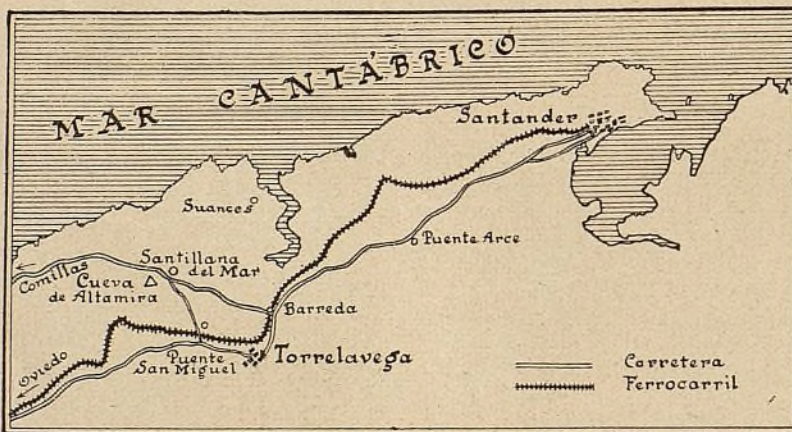 MAR CANTÁBRICO
Santander
Suances
Puente Arce
Santillana
del Mar
Comillas
Cueva
de Altamira
Barreda
Oviedo
Puente
San Miguel
Torrelavega
Carretera
Ferrocarril